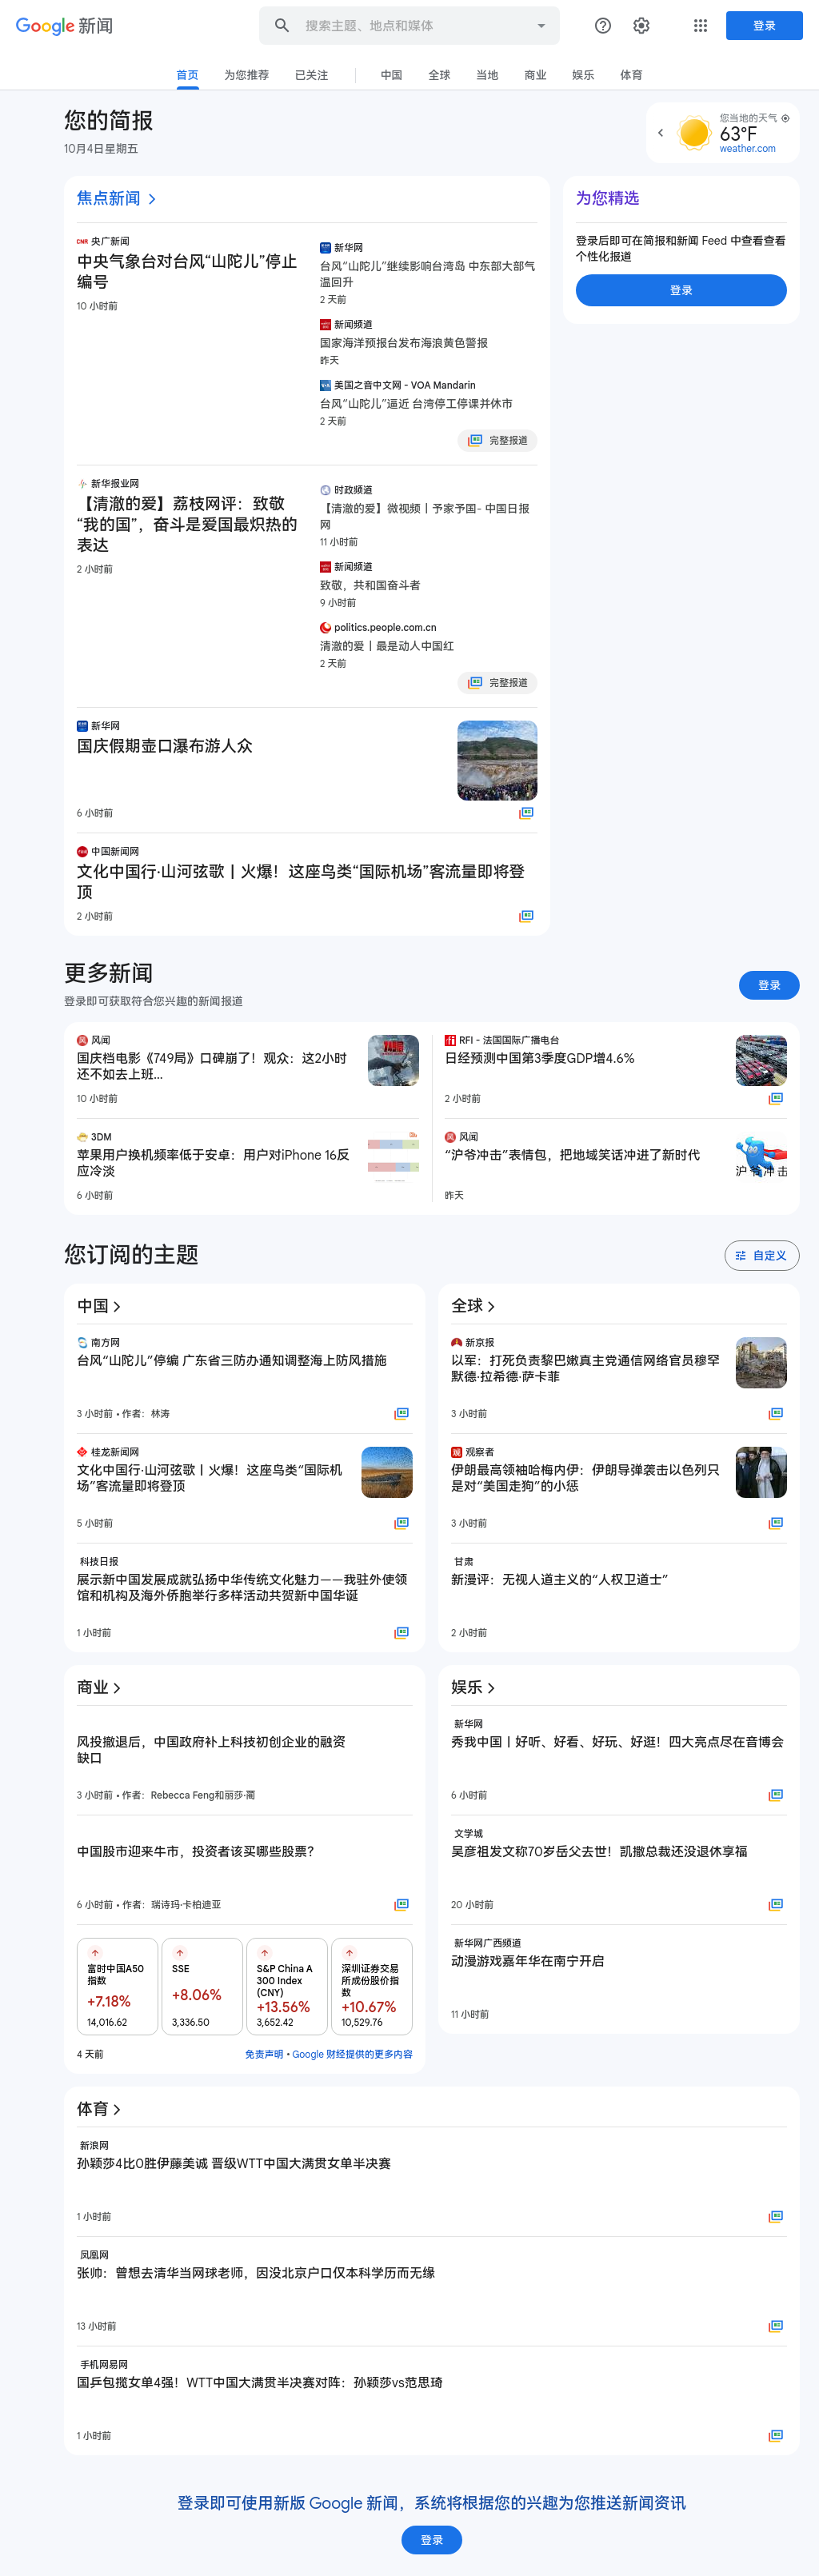 Google 新闻
搜索主题、地点和媒体
登录
首页 为您推荐 已关注 中国 全球 当地 商业 娱乐 体育
您的简报
10月4日星期五
您当地的天气
63°F
weather.com
焦点新闻
央广新闻
中央气象台对台风“山陀儿”停止
编号
10 小时前
新华网
台风“山陀儿”继续影响台湾岛 中东部大部气
温回升
2 天前
新闻频道
国家海洋预报台发布海浪黄色警报
昨天
美国之音中文网 - VOA Mandarin
台风“山陀儿”逼近 台湾停工停课并休市
2 天前
完整报道
为您精选
登录后即可在简报和新闻 Feed 中查看查看
个性化报道
登录
新华报业网
【清澈的爱】荔枝网评：致敬
“我的国”，奋斗是爱国最炽热的
表达
2 小时前
时政频道
【清澈的爱】微视频丨予家予国- 中国日报
网
11 小时前
新闻频道
致敬，共和国奋斗者
9 小时前
politics.people.com.cn
清澈的爱丨最是动人中国红
2 天前
完整报道
新华网
国庆假期壶口瀑布游人众
6 小时前
中国新闻网
文化中国行·山河弦歌丨火爆！这座鸟类“国际机场”客流量即将登
顶
2 小时前
更多新闻
登录即可获取符合您兴趣的新闻报道
登录
风闻
国庆档电影《749局》口碑崩了！观众：这2小时
还不如去上班...
10 小时前
RFI - 法国国际广播电台
日经预测中国第3季度GDP增4.6%
2 小时前
3DM
苹果用户换机频率低于安卓：用户对iPhone 16反
应冷淡
6 小时前
风闻
“沪爷冲击”表情包，把地域笑话冲进了新时代
昨天
沪爷冲击
您订阅的主题
自定义
中国
南方网
台风“山陀儿”停编 广东省三防办通知调整海上防风措施
3 小时前 • 作者：林涛
桂龙新闻网
文化中国行·山河弦歌丨火爆！这座鸟类“国际机
场”客流量即将登顶
5 小时前
科技日报
展示新中国发展成就弘扬中华传统文化魅力——我驻外使领
馆和机构及海外侨胞举行多样活动共贺新中国华诞
1 小时前
全球
新京报
以军：打死负责黎巴嫩真主党通信网络官员穆罕
默德·拉希德·萨卡菲
3 小时前
观察者
伊朗最高领袖哈梅内伊：伊朗导弹袭击以色列只
是对“美国走狗”的小惩
3 小时前
甘肃
新漫评：无视人道主义的“人权卫道士”
2 小时前
商业
风投撤退后，中国政府补上科技初创企业的融资
缺口
3 小时前 • 作者：Rebecca Feng和丽莎·蔺
中国股市迎来牛市，投资者该买哪些股票？
6 小时前 • 作者：瑞诗玛·卡柏迪亚
富时中国A50
指数
+7.18%
14,016.62
SSE
+8.06%
3,336.50
S&P China A
300 Index
(CNY)
+13.56%
3,652.42
深圳证券交易
所成份股价指
数
+10.67%
10,529.76
4 天前
免责声明 • Google 财经提供的更多内容
娱乐
新华网
秀我中国丨好听、好看、好玩、好逛！四大亮点尽在音博会
6 小时前
文学城
吴彦祖发文称70岁岳父去世！凯撒总裁还没退休享福
20 小时前
新华网广西频道
动漫游戏嘉年华在南宁开启
11 小时前
体育
新浪网
孙颖莎4比0胜伊藤美诚 晋级WTT中国大满贯女单半决赛
1 小时前
凤凰网
张帅：曾想去清华当网球老师，因没北京户口仅本科学历而无缘
13 小时前
手机网易网
国乒包揽女单4强！WTT中国大满贯半决赛对阵：孙颖莎vs范思琦
1 小时前
登录即可使用新版 Google 新闻，系统将根据您的兴趣为您推送新闻资讯
登录